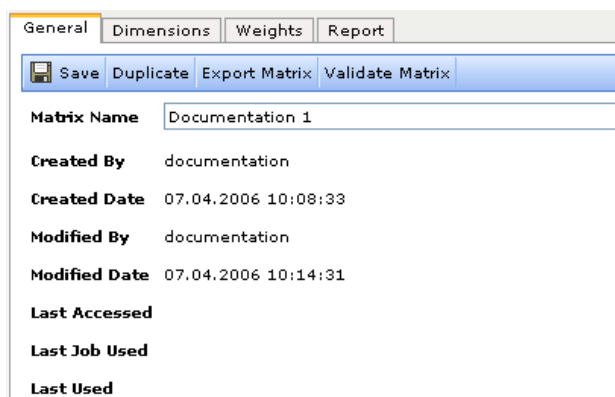 General Dimensions Weights Report
Save Duplicate Export Matrix Validate Matrix
Matrix Name Documentation 1
Created By documentation
Created Date 07.04.2006 10:08:33
Modified By documentation
Modified Date 07.04.2006 10:14:31
Last Accessed
Last Job Used
Last Used